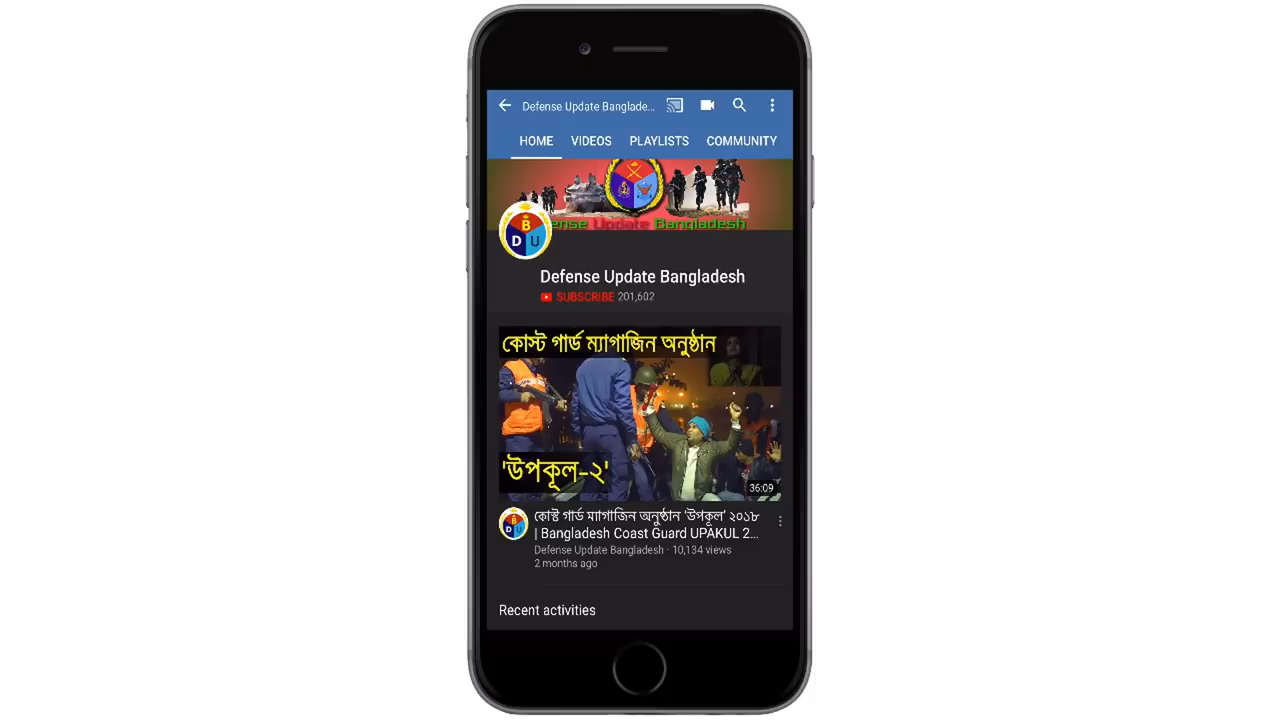 Defense Update Banglade...
HOME VIDEOS PLAYLISTS COMMUNITY
ense Update Bangladesh
B
D U
Defense Update Bangladesh
SUBSCRIBE 201,602
কোস্ট গার্ড ম্যাগাজিন অনুষ্ঠান
'উপকূল-২'
36:09
B
D U
কোস্ট গার্ড ম্যাগাজিন অনুষ্ঠান 'উপকূল' ২০১৮
| Bangladesh Coast Guard UPAKUL 2...
Defense Update Bangladesh · 10,134 views
2 months ago
Recent activities